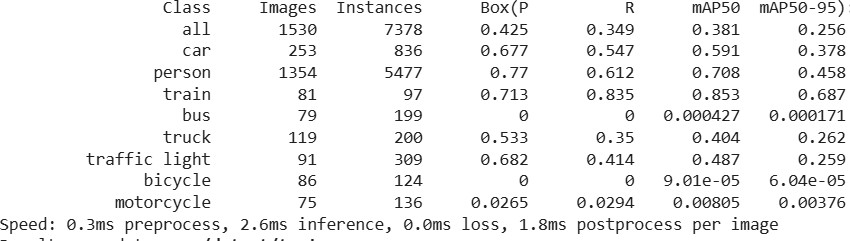 Class Images Instances Box(P R mAP50 mAP50-95):
all 1530 7378 0.425 0.349 0.381 0.256
car 253 836 0.677 0.547 0.591 0.378
person 1354 5477 0.77 0.612 0.708 0.458
train 81 97 0.713 0.835 0.853 0.687
bus 79 199 0 0 0.000427 0.000171
truck 119 200 0.533 0.35 0.404 0.262
traffic light 91 309 0.682 0.414 0.487 0.259
bicycle 86 124 0 0 9.01e-05 6.04e-05
motorcycle 75 136 0.0265 0.0294 0.00805 0.00376
Speed: 0.3ms preprocess, 2.6ms inference, 0.0ms loss, 1.8ms postprocess per image